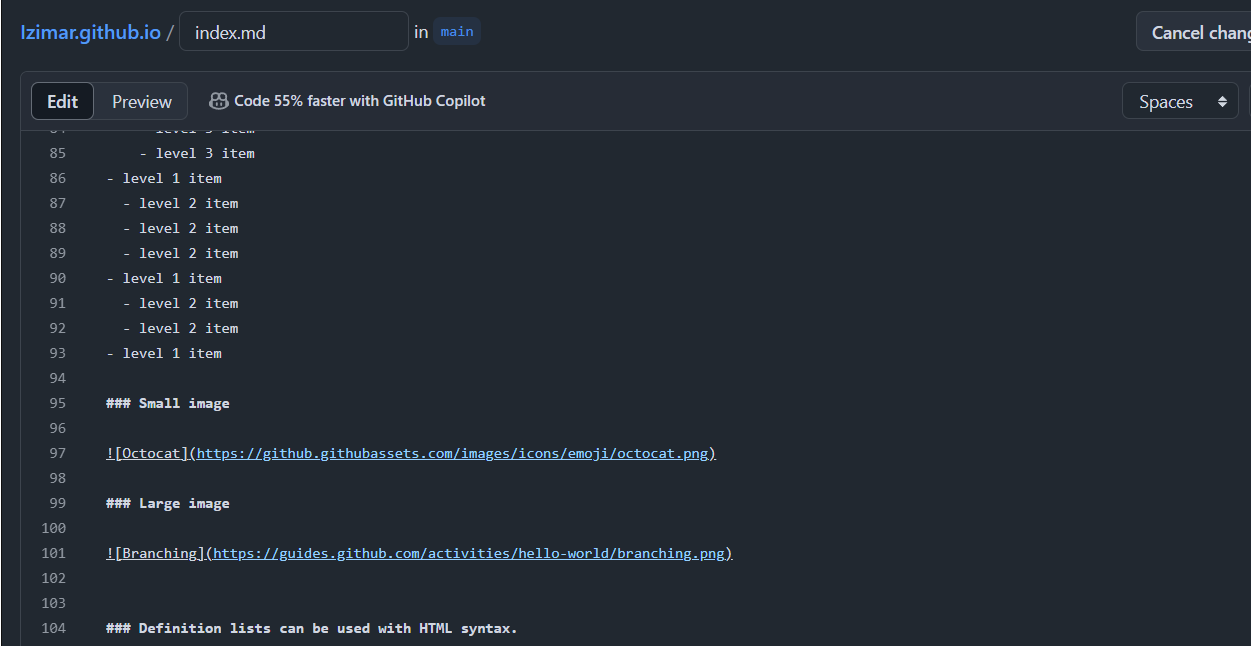 lzimar.github.io / index.md in main
Cancel chang
Edit Preview Code 55% faster with GitHub Copilot Spaces
84 - level 3 item
85 - level 3 item
86 - level 1 item
87 - level 2 item
88 - level 2 item
89 - level 2 item
90 - level 1 item
91 - level 2 item
92 - level 2 item
93 - level 1 item
94
95 ### Small image
96
97 ![Octocat](https://github.githubassets.com/images/icons/emoji/octocat.png)
98
99 ### Large image
100
101 ![Branching](https://guides.github.com/activities/hello-world/branching.png)
102
103
104 ### Definition lists can be used with HTML syntax.